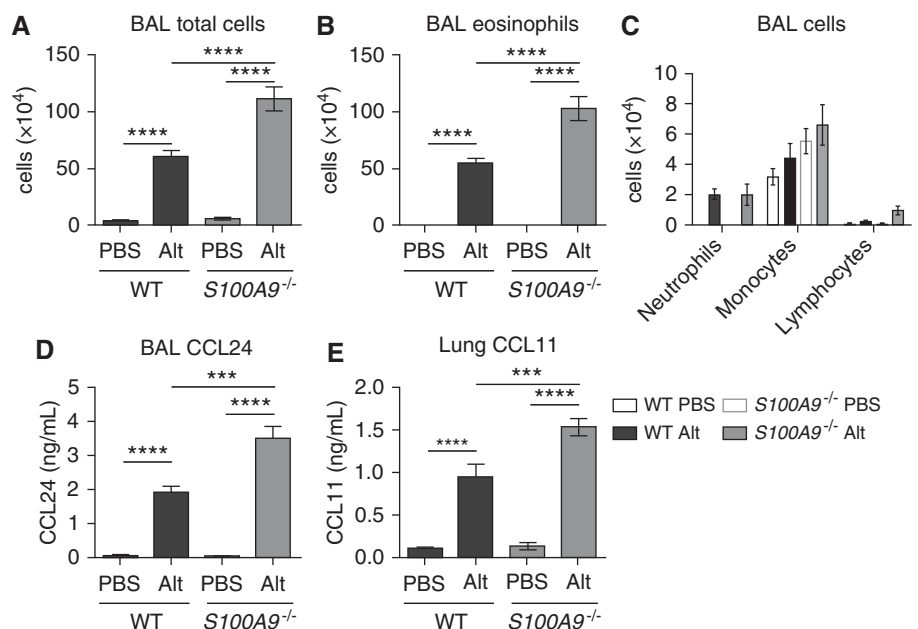 A
BAL total cells
cells (×10⁴)
150
100
50
0
****
****
****
PBS Alt PBS Alt
WT S100A9⁻/⁻
B
BAL eosinophils
cells (×10⁴)
150
100
50
0
****
****
****
PBS Alt PBS Alt
WT S100A9⁻/⁻
C
BAL cells
cells (×10⁴)
8
6
4
2
0
Neutrophils
Monocytes
Lymphocytes
D
BAL CCL24
CCL24 (ng/mL)
5
4
3
2
1
0
***
****
****
PBS Alt PBS Alt
WT S100A9⁻/⁻
E
Lung CCL11
CCL11 (ng/mL)
2.0
1.5
1.0
0.5
0.0
***
****
****
PBS Alt PBS Alt
WT S100A9⁻/⁻
WT PBS S100A9⁻/⁻ PBS
WT Alt S100A9⁻/⁻ Alt